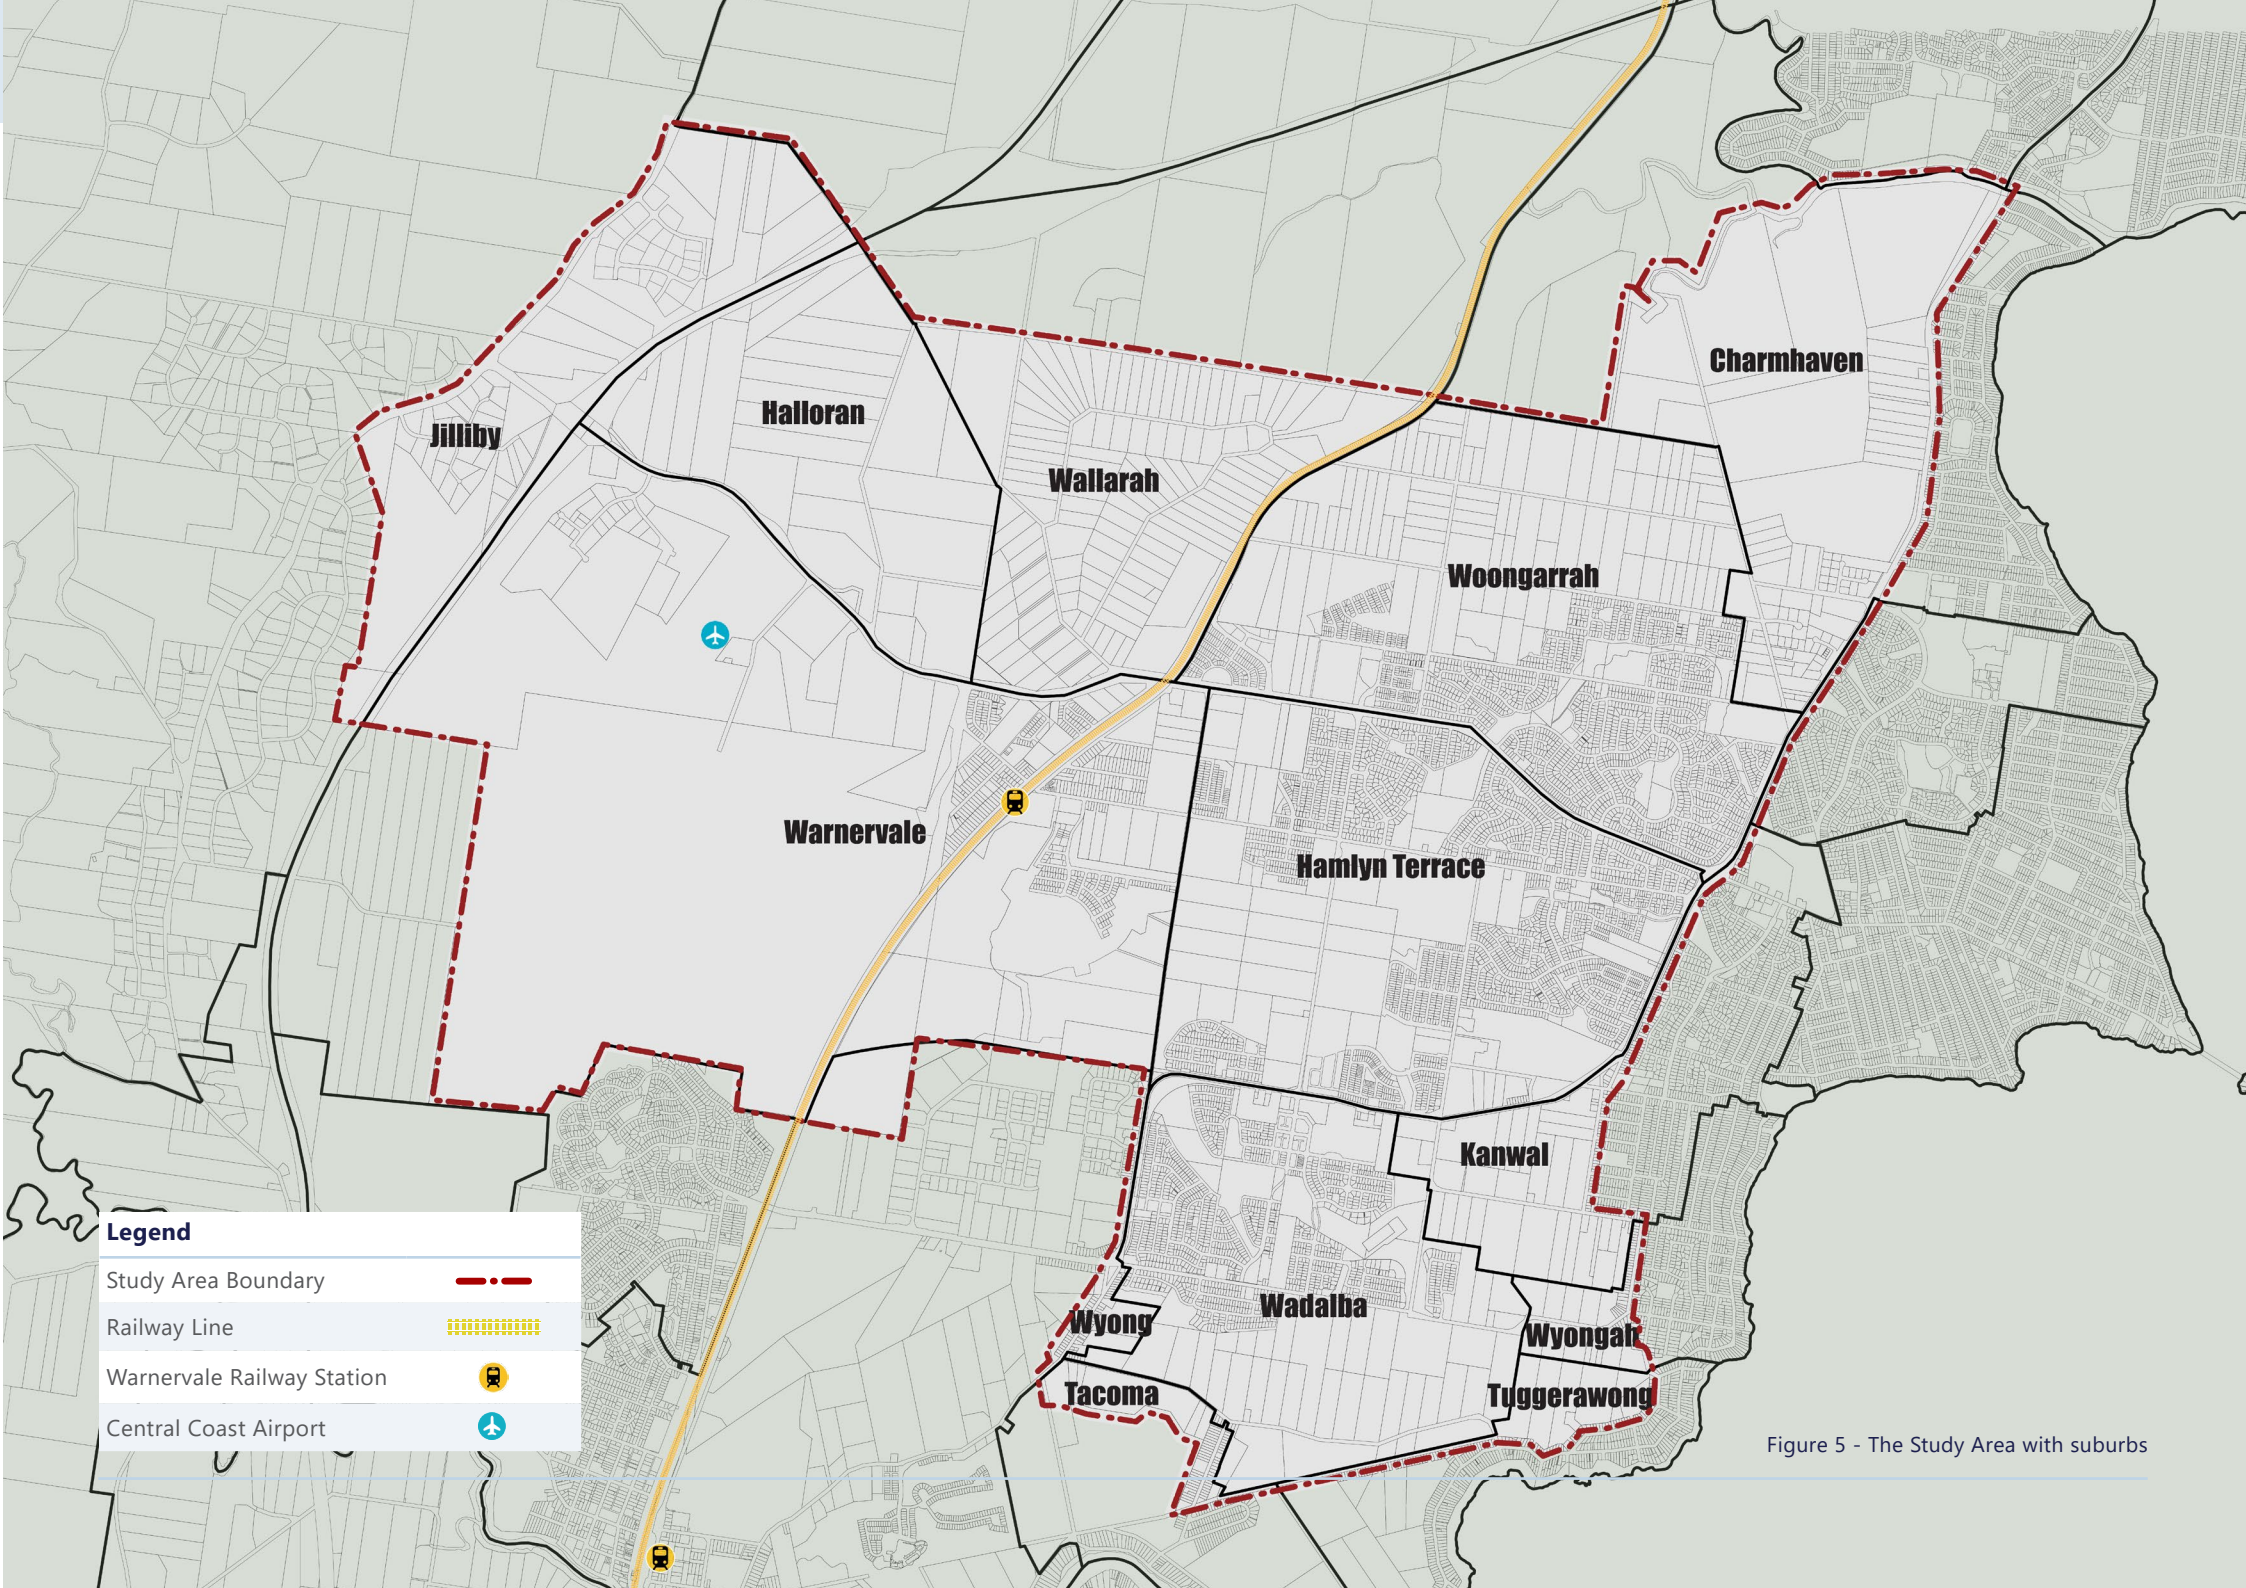 Charmhaven
Halloran
Jilliby
Wallarah
Woongarrah
Warnervale
Hamlyn Terrace
Kanwal
Wadalba
Wyong
Wyongah
Tacoma
Tuggerawong
Legend
Study Area Boundary
Railway Line
Warnervale Railway Station
Central Coast Airport
Figure 5 - The Study Area with suburbs